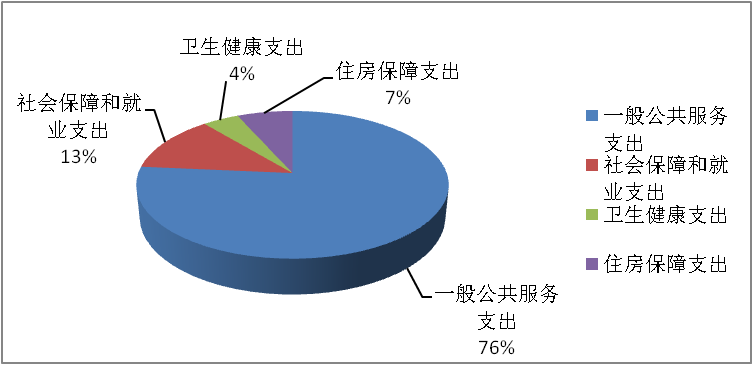 卫生健康支出
4%
住房保障支出
7%
社会保障和就
业支出
13%
一般公共服务
支出
76%
一般公共服务
支出
社会保障和就
业支出
卫生健康支出
住房保障支出